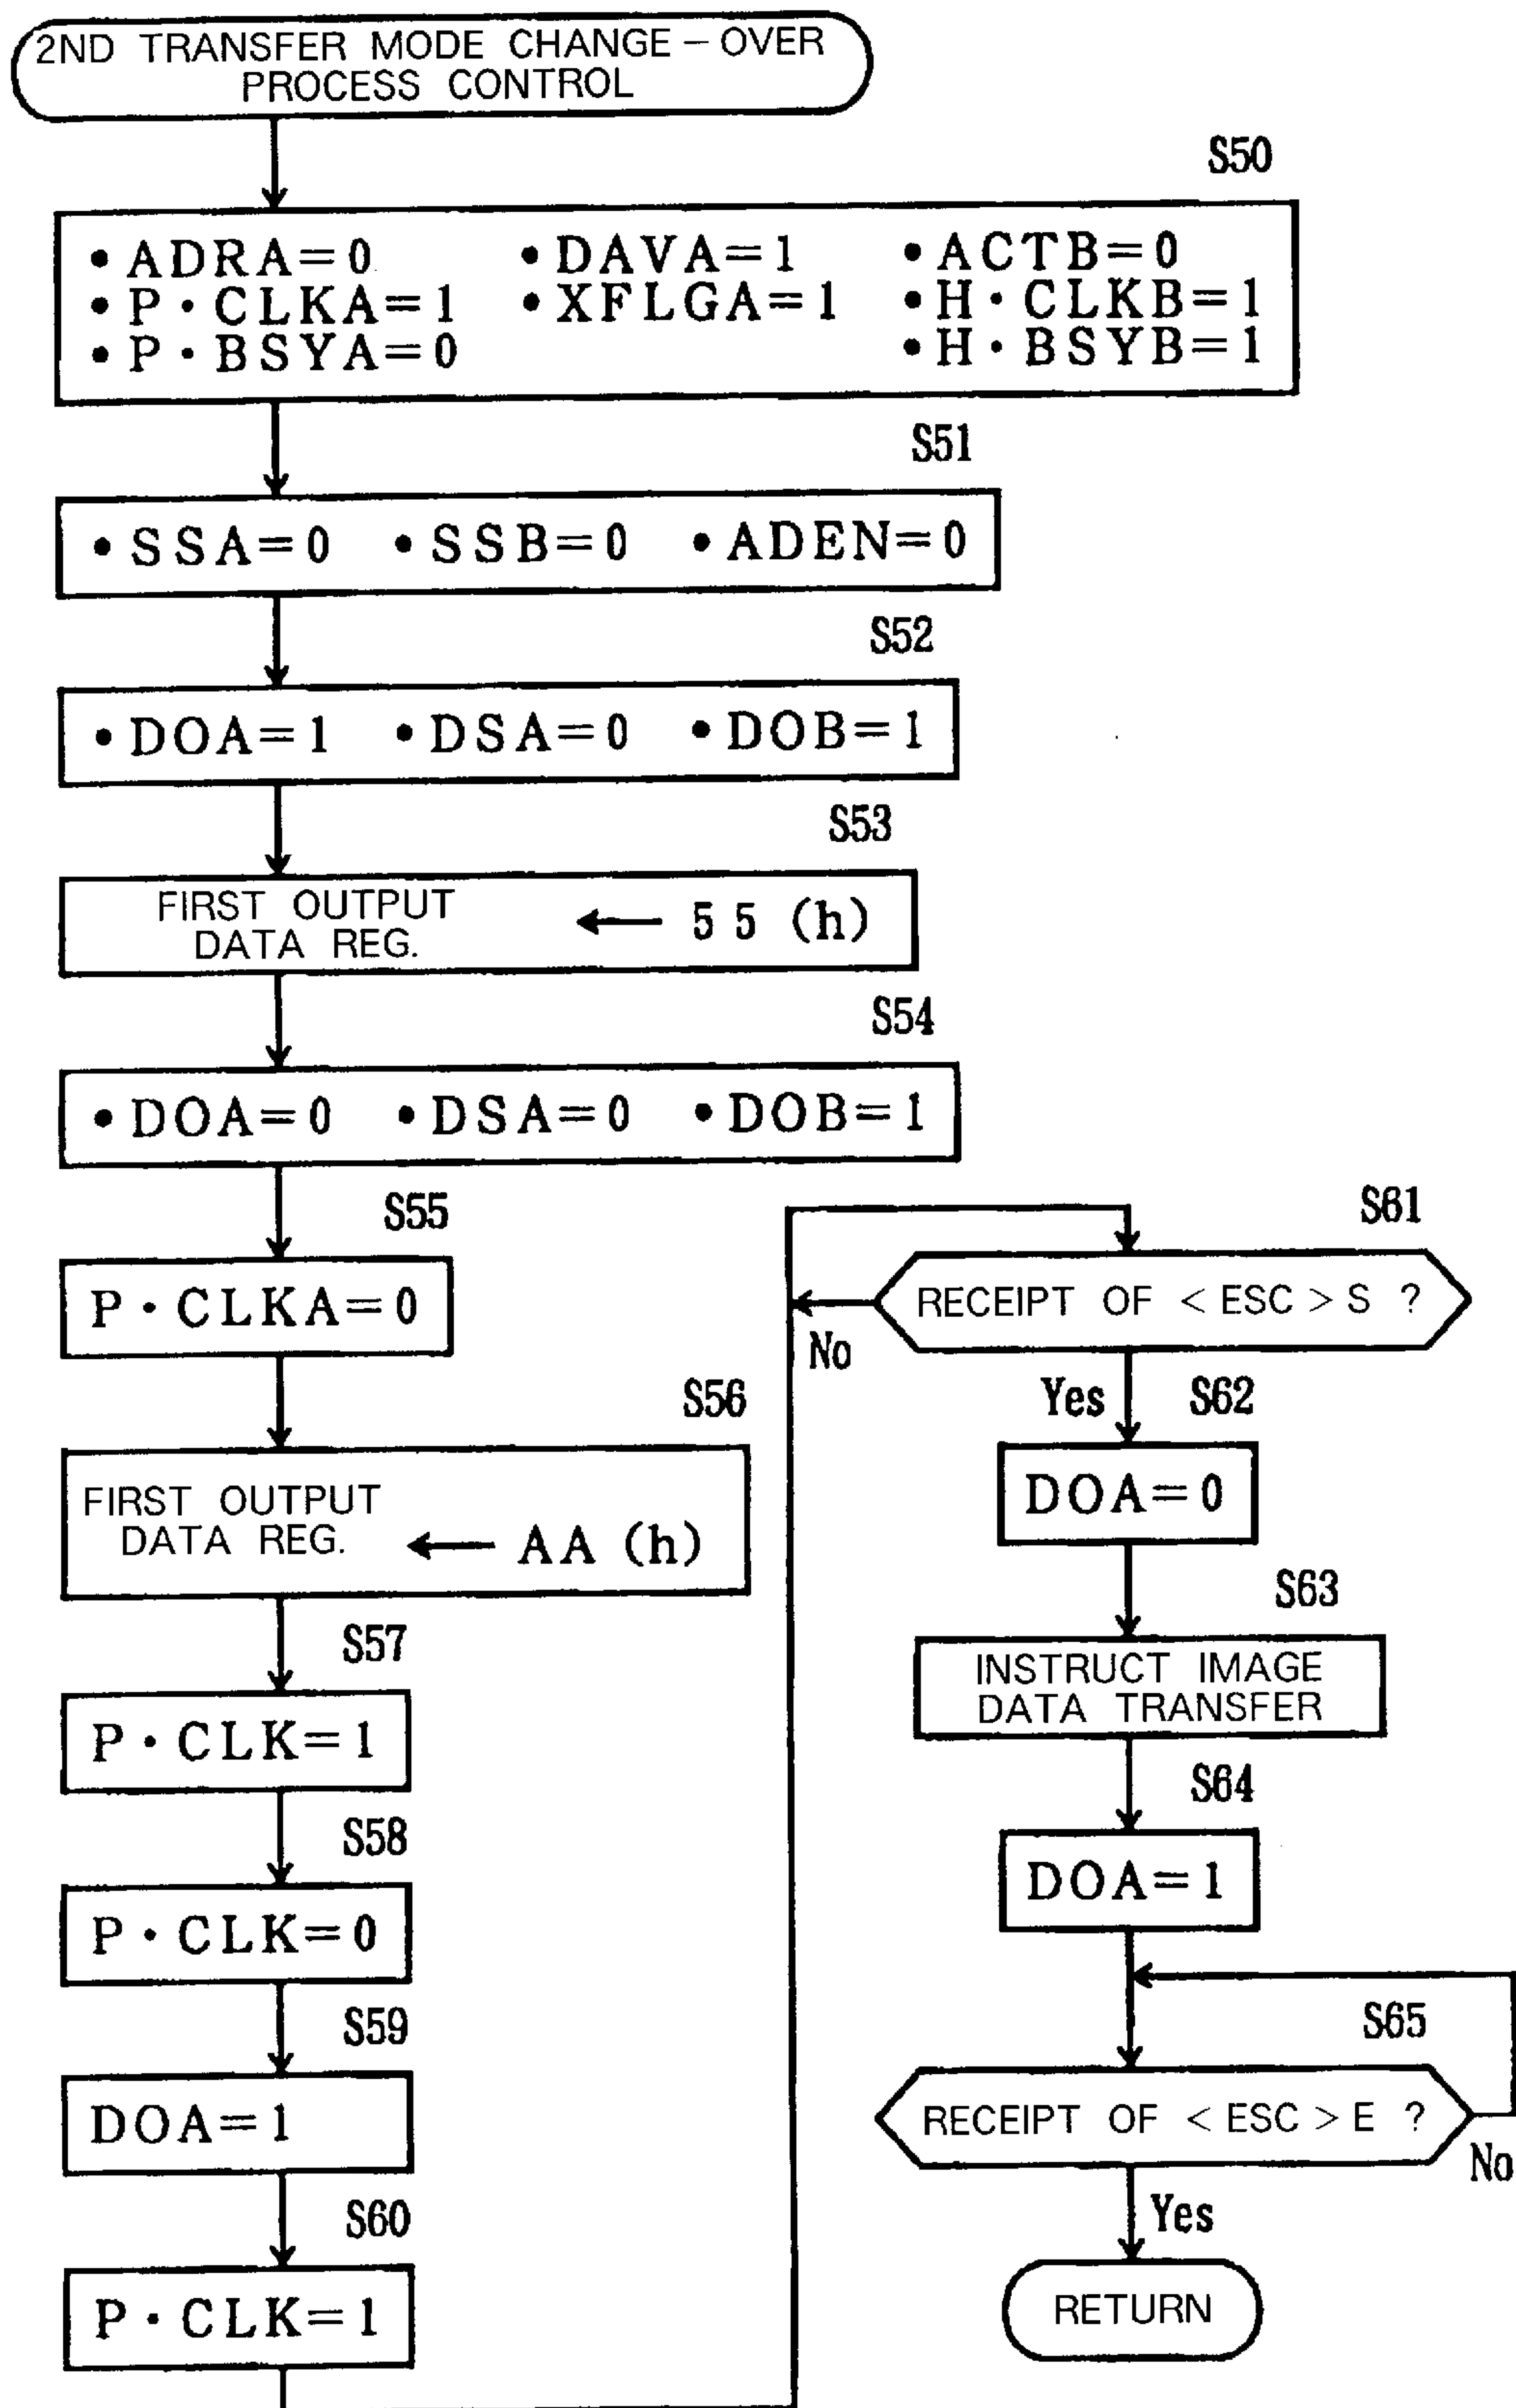 2ND TRANSFER MODE CHANGE – OVER
PROCESS CONTROL
S50
• ADRA=0 • DAVA=1 • ACTB=0
• P・CLKA=1 • XFLGA=1 • H・CLKB=1
• P・BSYA=0 • H・BSYB=1
S51
• SSA=0 • SSB=0 • ADEN=0
S52
• DOA=1 • DSA=0 • DOB=1
S53
FIRST OUTPUT
DATA REG. ← 55 (h)
S54
• DOA=0 • DSA=0 • DOB=1
S55
P・CLKA=0
S56
FIRST OUTPUT
DATA REG. ← AA (h)
S57
P・CLK=1
S58
P・CLK=0
S59
DOA=1
S60
P・CLK=1
S61
RECEIPT OF < ESC > S ?
No
Yes S62
DOA=0
S63
INSTRUCT IMAGE
DATA TRANSFER
S64
DOA=1
S65
RECEIPT OF < ESC > E ?
No
Yes
RETURN